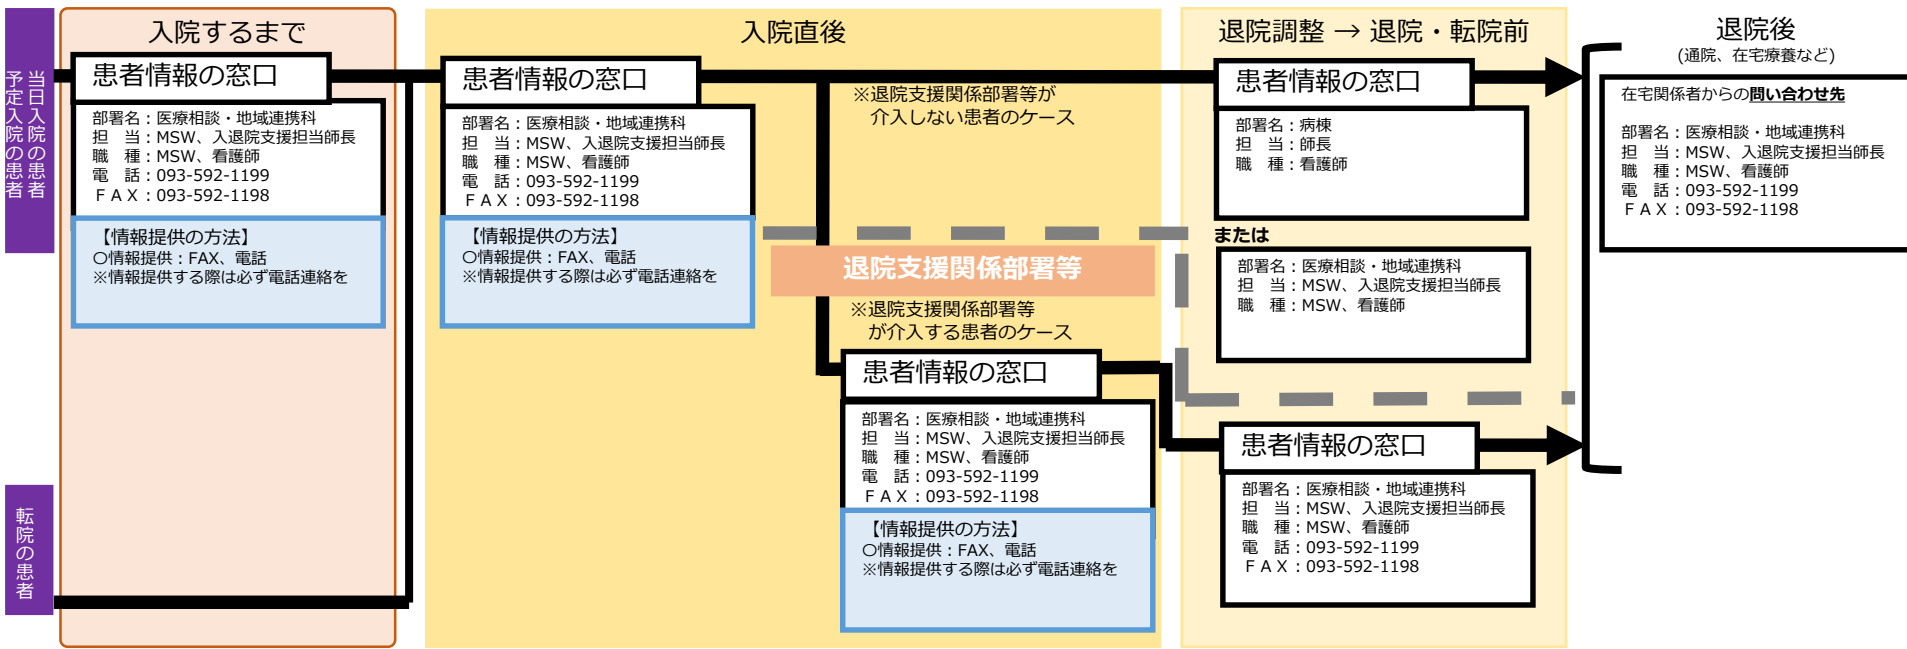 当日入院の患者
予定入院の患者
転院の患者
入院するまで
患者情報の窓口
部署名：医療相談・地域連携科
担　当：MSW、入退院支援担当師長
職　種：MSW、看護師
電　話：093-592-1199
ＦＡＸ：093-592-1198
【情報提供の方法】
〇情報提供：FAX、電話
※情報提供する際は必ず電話連絡を
入院直後
患者情報の窓口
部署名：医療相談・地域連携科
担　当：MSW、入退院支援担当師長
職　種：MSW、看護師
電　話：093-592-1199
ＦＡＸ：093-592-1198
【情報提供の方法】
〇情報提供：FAX、電話
※情報提供する際は必ず電話連絡を
※退院支援関係部署等が
介入しない患者のケース
退院支援関係部署等
※退院支援関係部署等
が介入する患者のケース
患者情報の窓口
部署名：医療相談・地域連携科
担　当：MSW、入退院支援担当師長
職　種：MSW、看護師
電　話：093-592-1199
ＦＡＸ：093-592-1198
【情報提供の方法】
〇情報提供：FAX、電話
※情報提供する際は必ず電話連絡を
退院調整 → 退院・転院前
患者情報の窓口
部署名：病棟
担　当：師長
職　種：看護師
または
部署名：医療相談・地域連携科
担　当：MSW、入退院支援担当師長
職　種：MSW、看護師
患者情報の窓口
部署名：医療相談・地域連携科
担　当：MSW、入退院支援担当師長
職　種：MSW、看護師
電　話：093-592-1199
ＦＡＸ：093-592-1198
退院後
(通院、在宅療養など)
在宅関係者からの問い合わせ先
部署名：医療相談・地域連携科
担　当：MSW、入退院支援担当師長
職　種：MSW、看護師
電　話：093-592-1199
ＦＡＸ：093-592-1198